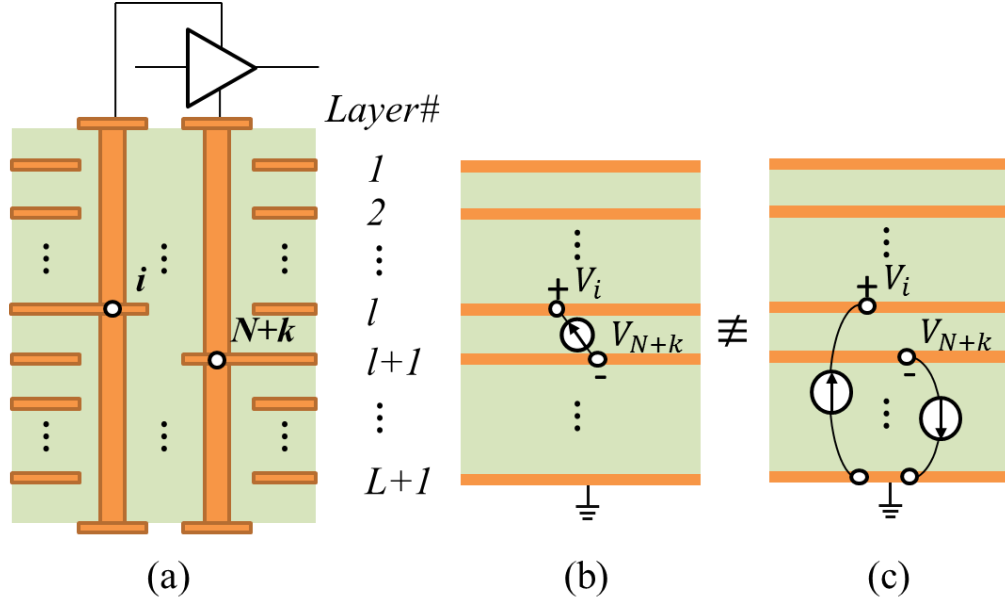 Layer#
1
2
⋮
l
l+1
⋮
L+1
i
N+k
⋮ ⋮ ⋮
⋮ ⋮ ⋮
⋮
+ V_i
V_{N+k}
-
⋮
≢
⋮
+ V_i
V_{N+k}
-
⋮
(a) (b) (c)